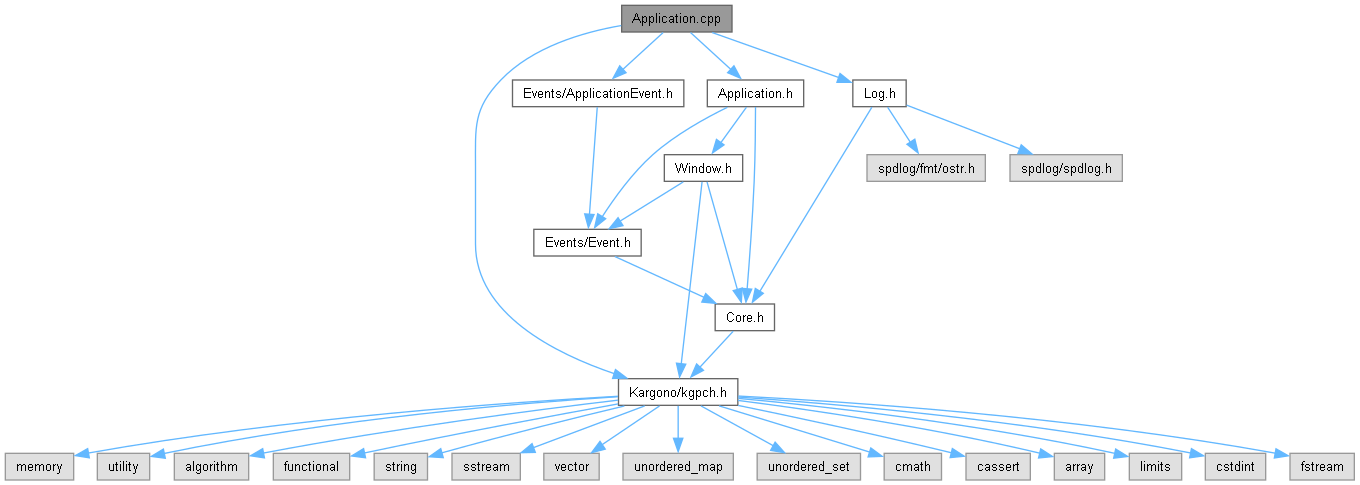 Application.cpp
Events/ApplicationEvent.h
Application.h
Log.h
Window.h
spdlog/fmt/ostr.h
spdlog/spdlog.h
Events/Event.h
Core.h
Kargono/kgpch.h
memory
utility
algorithm
functional
string
sstream
vector
unordered_map
unordered_set
cmath
cassert
array
limits
cstdint
fstream